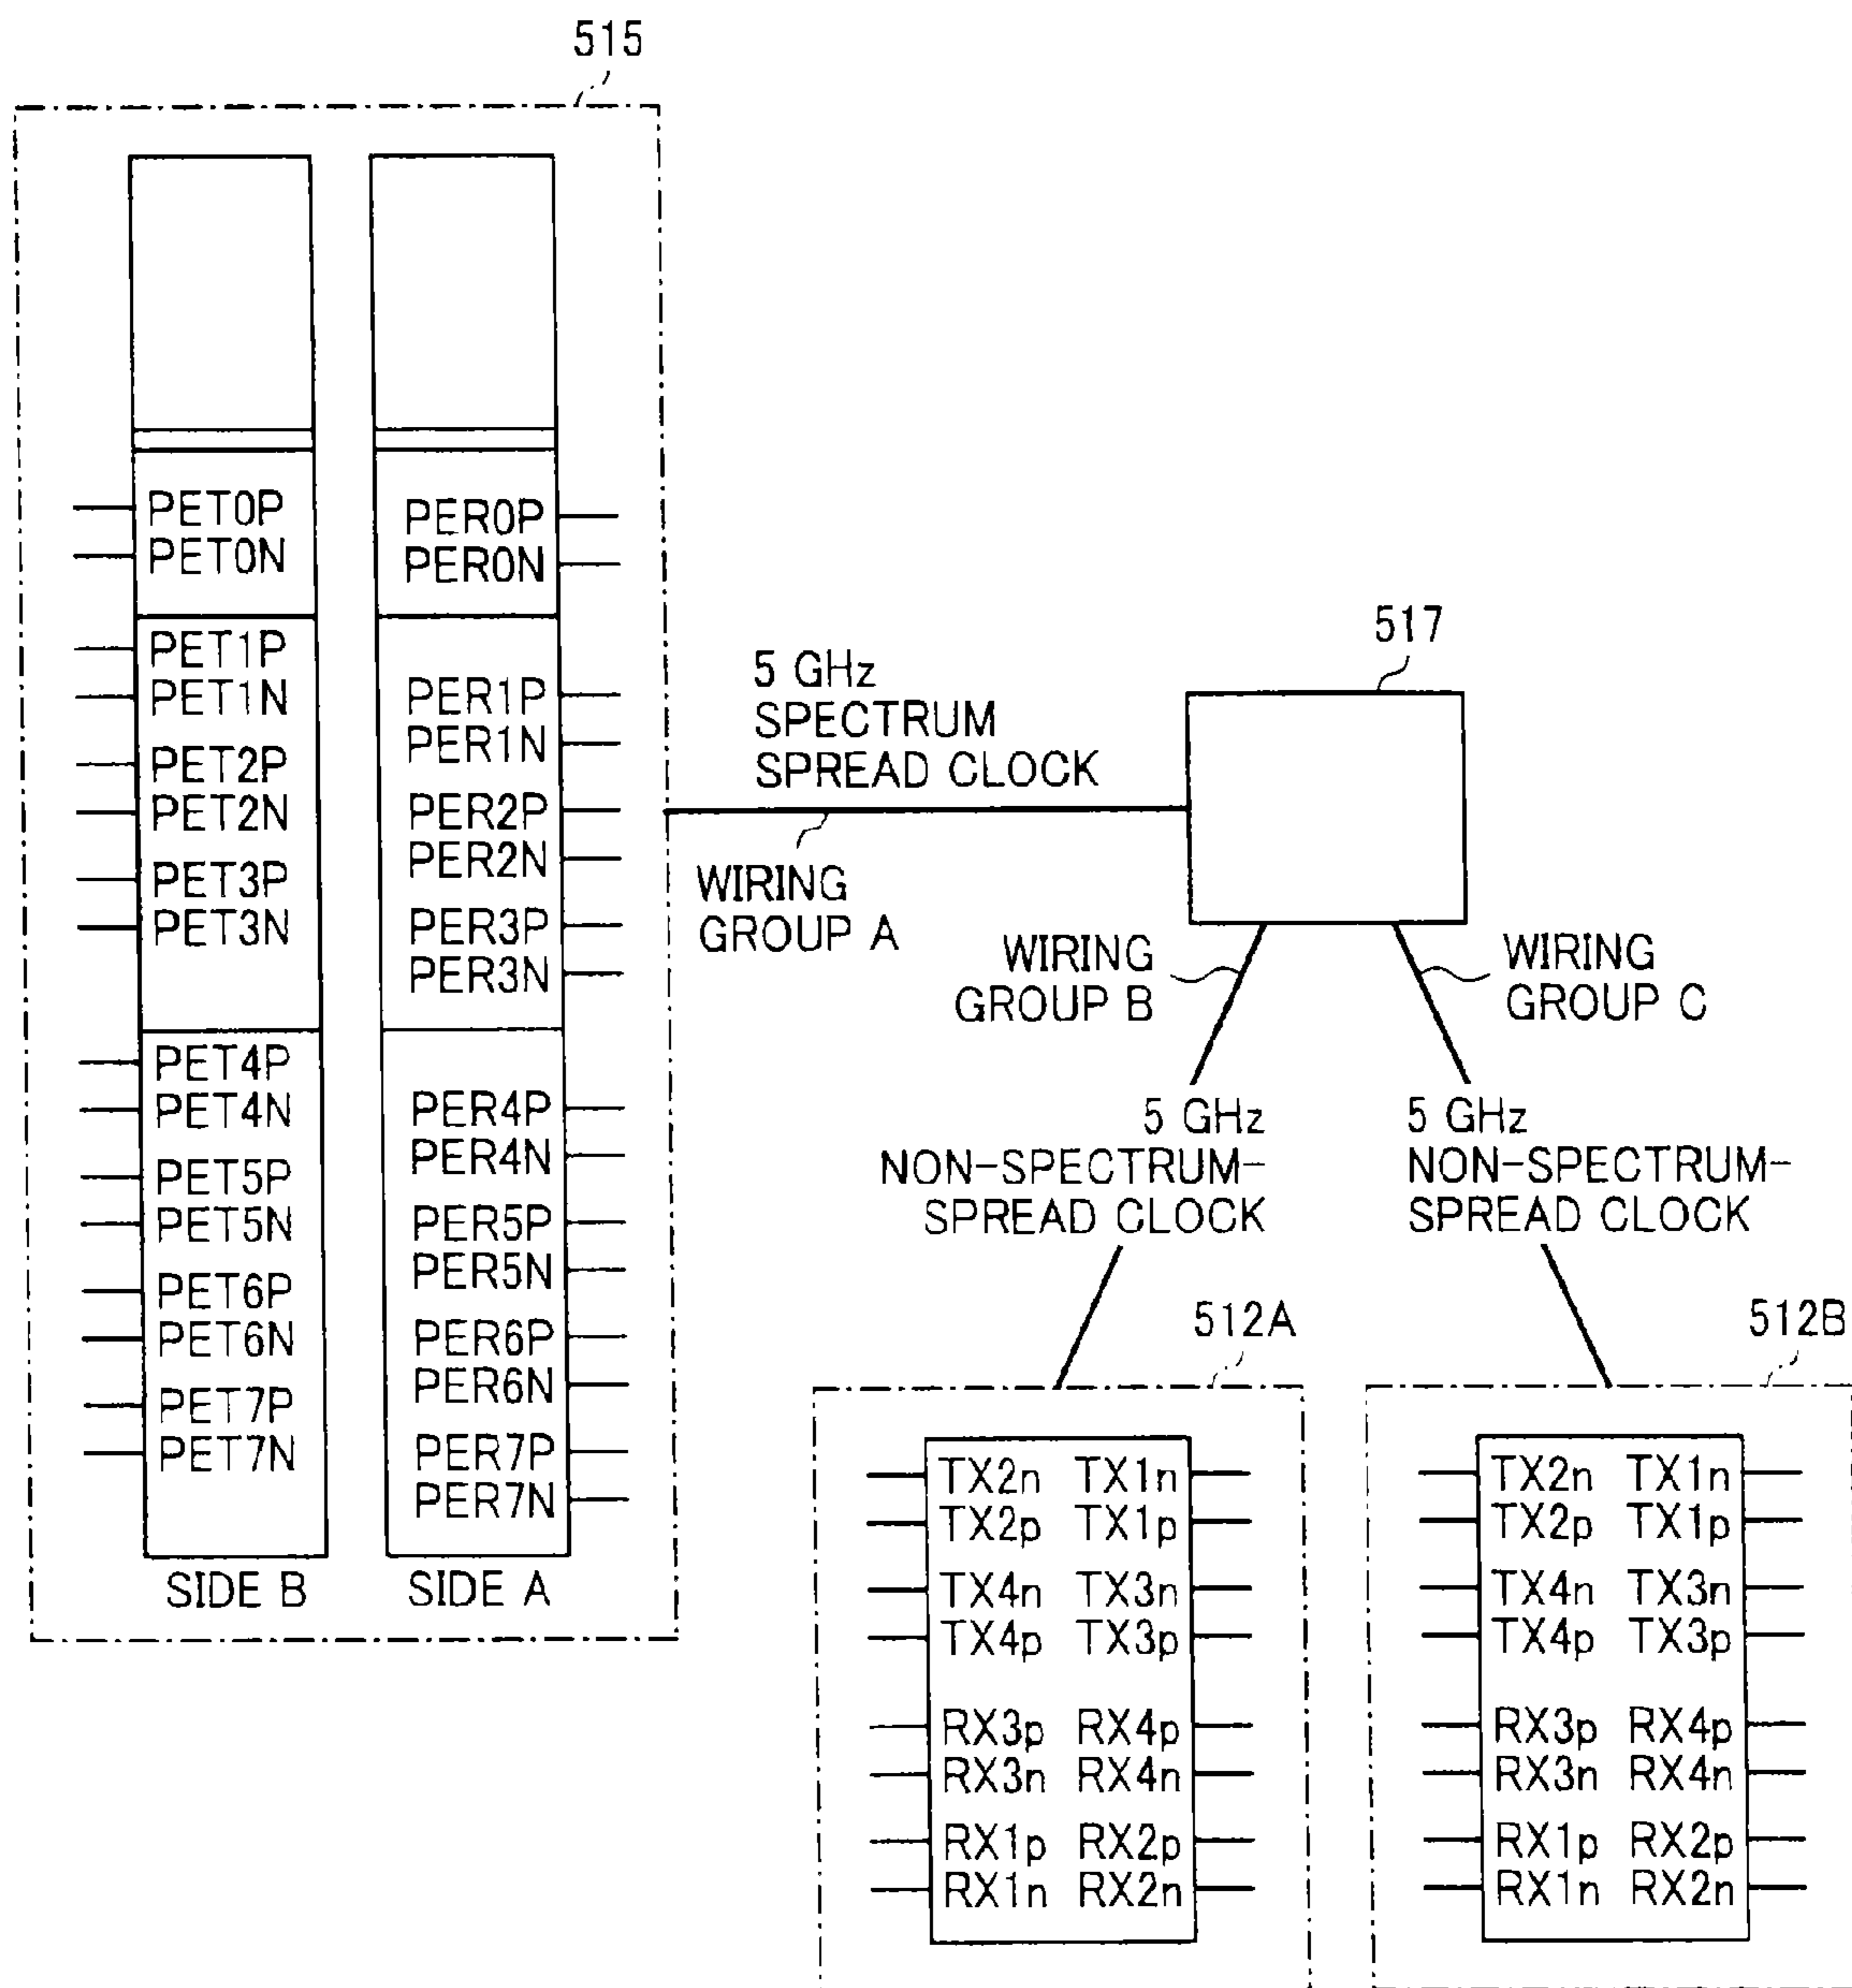 515
PET0P
PET0N
PET1P
PET1N
PET2P
PET2N
PET3P
PET3N
PET4P
PET4N
PET5P
PET5N
PET6P
PET6N
PET7P
PET7N
SIDE B
PER0P
PER0N
PER1P
PER1N
PER2P
PER2N
PER3P
PER3N
PER4P
PER4N
PER5P
PER5N
PER6P
PER6N
PER7P
PER7N
SIDE A
5 GHz
SPECTRUM
SPREAD CLOCK
WIRING
GROUP A
517
WIRING
GROUP B
WIRING
GROUP C
5 GHz
NON-SPECTRUM-
SPREAD CLOCK
5 GHz
NON-SPECTRUM-
SPREAD CLOCK
512A
TX2n TX1n
TX2p TX1p
TX4n TX3n
TX4p TX3p
RX3p RX4p
RX3n RX4n
RX1p RX2p
RX1n RX2n
512B
TX2n TX1n
TX2p TX1p
TX4n TX3n
TX4p TX3p
RX3p RX4p
RX3n RX4n
RX1p RX2p
RX1n RX2n